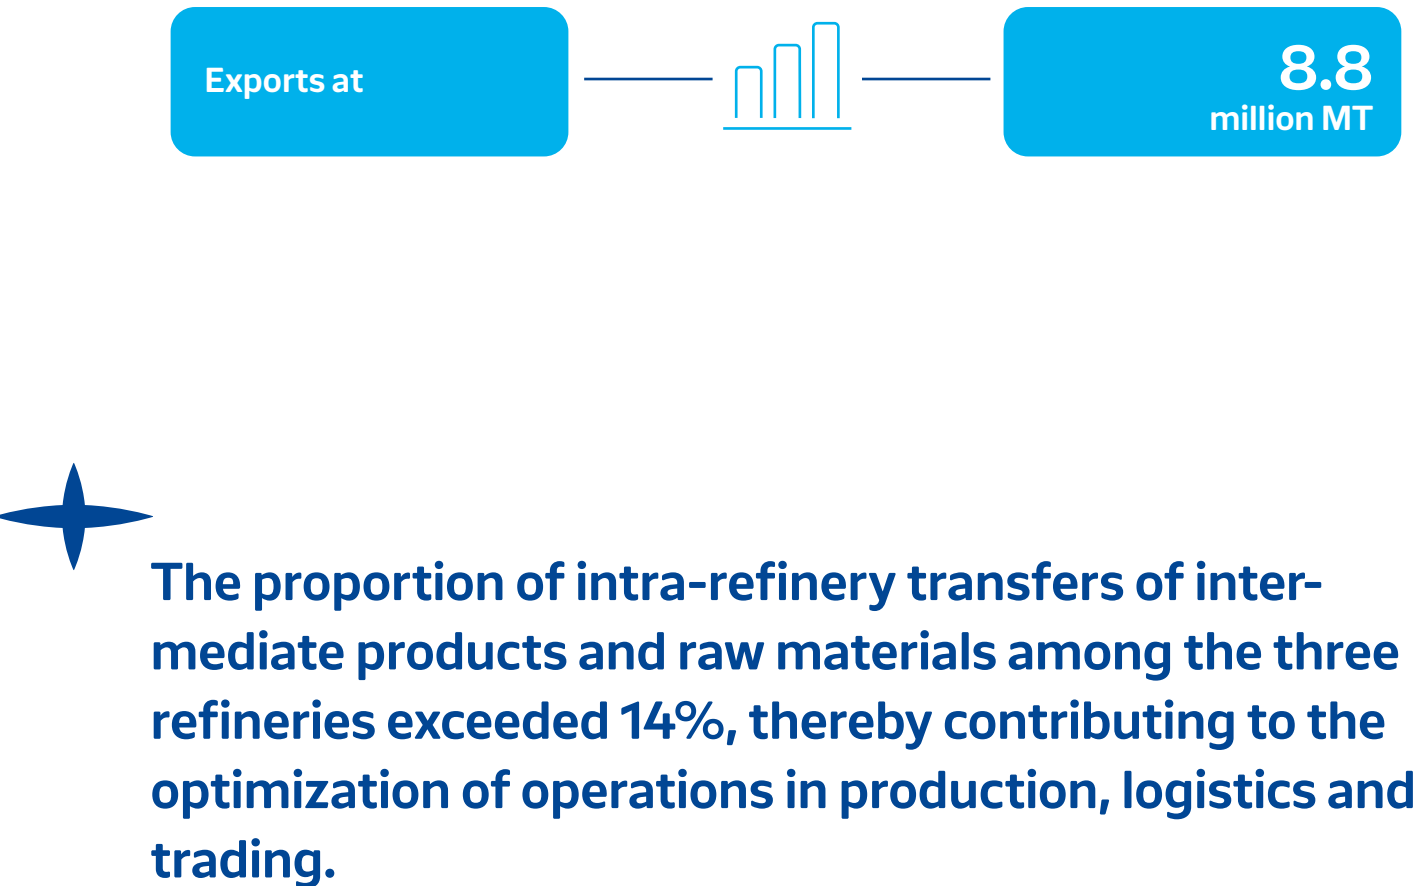 Exports at
8.8
million MT
The proportion of intra-refinery transfers of inter-
mediate products and raw materials among the three
refineries exceeded 14%, thereby contributing to the
optimization of operations in production, logistics and
trading.